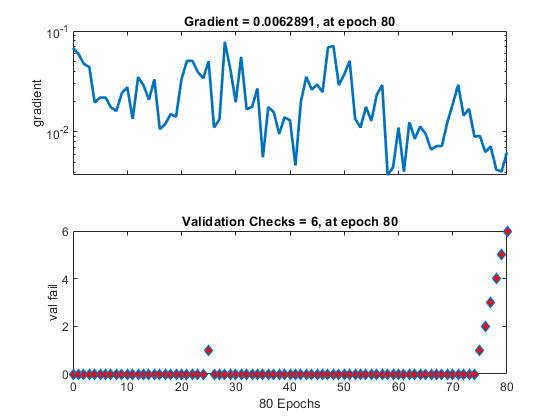 Gradient = 0.0062891, at epoch 80
10-1
10-2
gradient
Validation Checks = 6, at epoch 80
6
4
2
0
val fail
0 10 20 30 40 50 60 70 80
80 Epochs